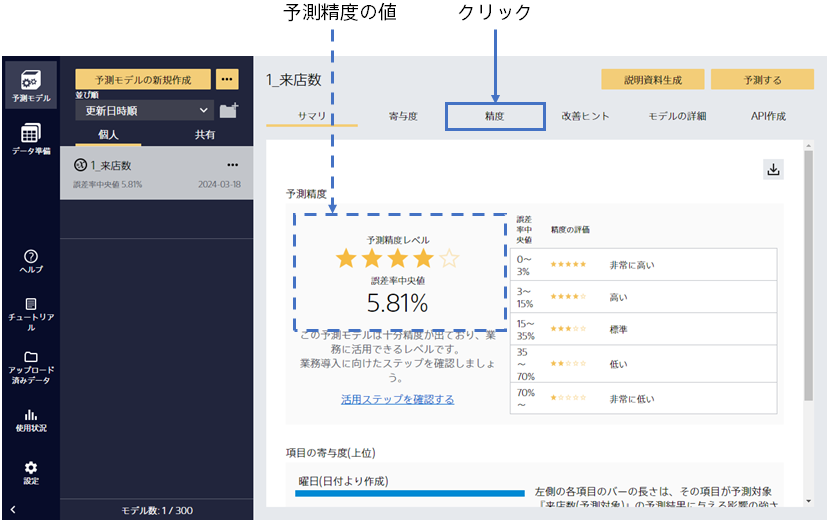 予測精度の値
クリック
予測モデル
データ準備
ヘルプ
チュートリア
ル
アップロード
済みデータ
使用状況
設定
予測モデルの新規作成
並び順
更新日時順
個人
共有
1_来店数
誤差率中央値 5.81%
2024-03-18
モデル数: 1 / 300
1_来店数
説明資料生成
予測する
サマリ
寄与度
精度
改善ヒント
モデルの詳細
API作成
予測精度
予測精度レベル
★★★★☆
誤差率中央値
5.81%
この予測モデルは十分精度が出ており、業
務に活用できるレベルです。
業務導入に向けたステップを確認しましょ
う。
活用ステップを確認する
誤差
率中
央値
精度の評価
0～
3%
★★★★★
非常に高い
3～
15%
★★★★☆
高い
15～
35%
★★★☆☆
標準
35
～
70%
★★☆☆☆
低い
70%
～
★☆☆☆☆
非常に低い
項目の寄与度(上位)
曜日(日付より作成)
左側の各項目のバーの長さは、その項目が予測対象
『来店数(予測対象)』の予測結果に与える影響の強さ